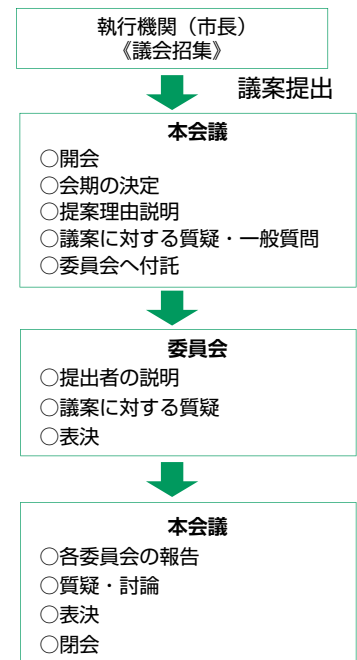 執行機関（市長）
《議会招集》
議案提出
本会議
○開会
○会期の決定
○提案理由説明
○議案に対する質疑・一般質問
○委員会へ付託
委員会
○提出者の説明
○議案に対する質疑
○表決
本会議
○各委員会の報告
○質疑・討論
○表決
○閉会